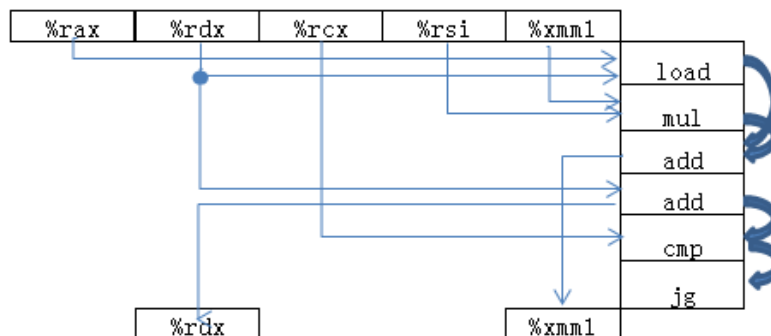 %rax %rdx %rcx %rsi %xmm1
load
mul
add
add
cmp
jg
%rdx %xmm1